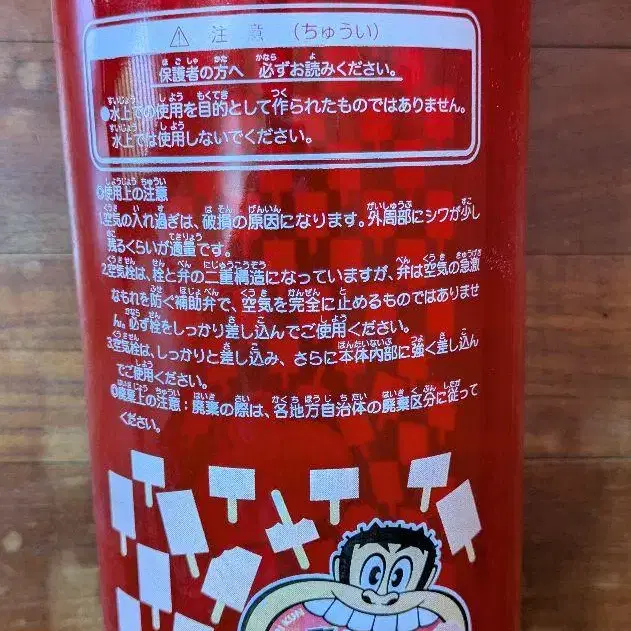 ⚠ 注意 （ちゅうい）
保護者の方へ 必ずお読みください。
●水上での使用を目的として作られたものではありません。
水上では使用しないでください。
◎使用上の注意
1.空気の入れ過ぎは、破損の原因になります。外周部にシワが少し
残るくらいが適量です。
2.空気栓は、栓と弁の二重構造になっていますが、弁は空気の急激
なもれを防ぐ補助弁で、空気を完全に止めるものではありませ
ん。必ず栓をしっかり差し込んでご使用ください。
3.空気栓は、しっかりと差し込み、さらに本体内部に強く差し込ん
でご使用ください。
◎廃棄上の注意：廃棄の際は、各地方自治体の廃棄区分に従って
ください。